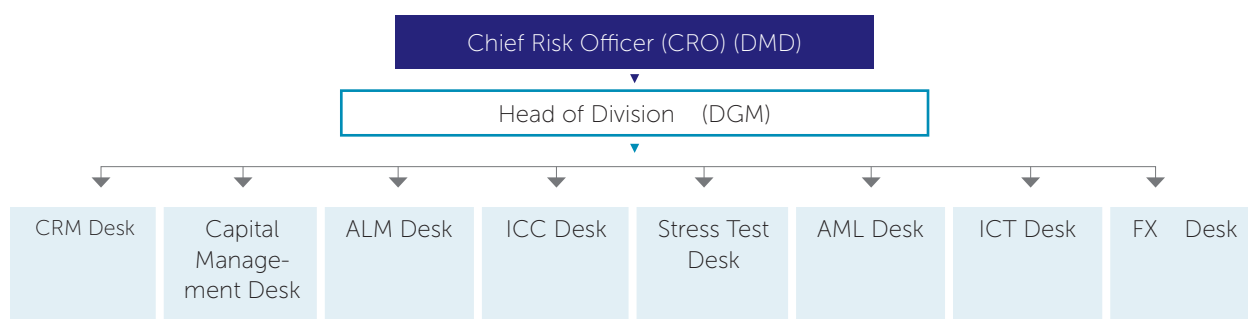 Chief Risk Officer (CRO) (DMD)
Head of Division (DGM)
CRM Desk
Capital
Manage-
ment Desk
ALM Desk
ICC Desk
Stress Test
Desk
AML Desk
ICT Desk
FX Desk